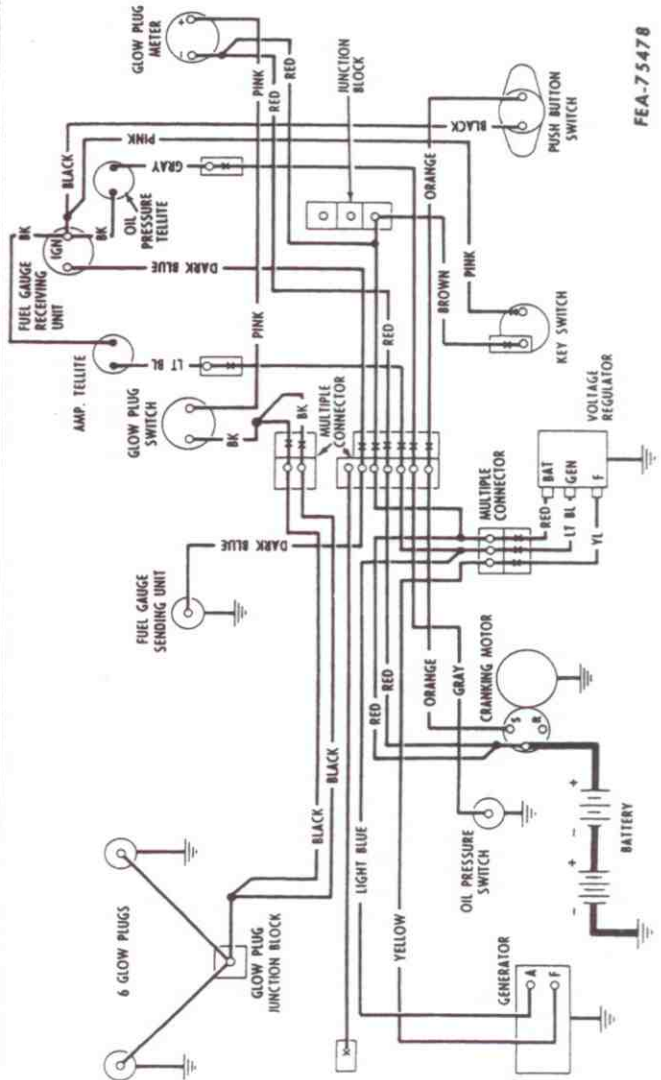 6 GLOW PLUGS
GLOW PLUG
JUNCTION BLOCK
FUEL GAUGE
SENDING UNIT
DARK BLUE
BLACK
BLACK
AMP. TELLITE
LT BL
GLOW PLUG
SWITCH
BK
BK
MULTIPLE
CONNECTOR
FUEL GAUGE
RECEIVING
UNIT
BK
IGN
BK
BLACK
OIL
PRESSURE
TELLITE
GRAY
PINK
DARK BLUE
PINK
GLOW PLUG
METER
+
-
PINK
RED
RED
JUNCTION
BLOCK
RED
BROWN
PINK
ORANGE
BLACK
PUSH BUTTON
SWITCH
KEY SWITCH
LIGHT BLUE
YELLOW
RED
RED
ORANGE
GRAY
GENERATOR
A
F
OIL PRESSURE
SWITCH
CRANKING MOTOR
S
R
- + - +
BATTERY
MULTIPLE
CONNECTOR
RED
LT BL
YL
BAT
GEN
F
VOLTAGE
REGULATOR
FEA-75478